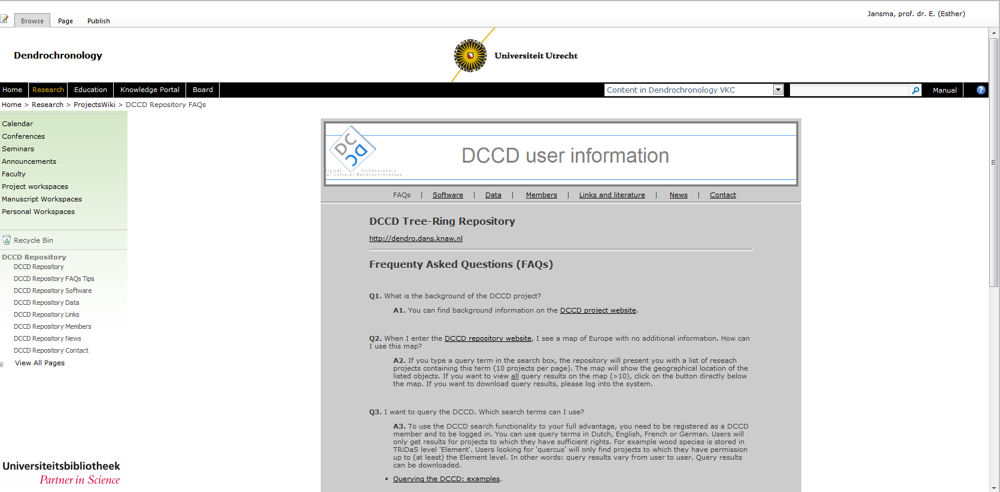 Jansma, prof. dr. E. (Esther)
Browse Page Publish
Dendrochronology
Universiteit Utrecht
Home Research Education Knowledge Portal Board
Content in Dendrochronology VKC
Manual
Home > Research > ProjectsWiki > DCCD Repository FAQs
Calendar
Conferences
Seminars
Announcements
Faculty
Project workspaces
Manuscript Workspaces
Personal Workspaces
Recycle Bin
DCCD Repository
DCCD Repository
DCCD Repository FAQs Tips
DCCD Repository Software
DCCD Repository Data
DCCD Repository Links
DCCD Repository Members
DCCD Repository News
DCCD Repository Contact
View All Pages
Universiteitsbibliotheek
Partner in Science
DC
CD
igital Collaboratory
or Cultural Dendrochronology
DCCD user information
FAQs | Software | Data | Members | Links and literature | News | Contact
DCCD Tree-Ring Repository
http://dendro.dans.knaw.nl
Frequenty Asked Questions (FAQs)
Q1. What is the background of the DCCD project?
A1. You can find background information on the DCCD project website.
Q2. When I enter the DCCD repository website, I see a map of Europe with no additional information. How can
I use this map?
A2. If you type a query term in the search box, the repository will present you with a list of reseach
projects containing this term (10 projects per page). The map will show the geographical location of the
listed objects. If you want to view all query results on the map (>10), click on the button directly below
the map. If you want to download query results, please log into the system.
Q3. I want to query the DCCD. Which search terms can I use?
A3. To use the DCCD search functionality to your full advantage, you need to be registered as a DCCD
member and to be logged in. You can use query terms in Dutch, English, French or German. Users will
only get results for projects to which they have sufficient rights. For example wood species is stored in
TRiDaS level 'Element'. Users looking for 'quercus' will only find projects to which they have permission
up to (at least) the Element level. In other words: query results vary from user to user. Query results
can be downloaded.
• Querying the DCCD: examples.